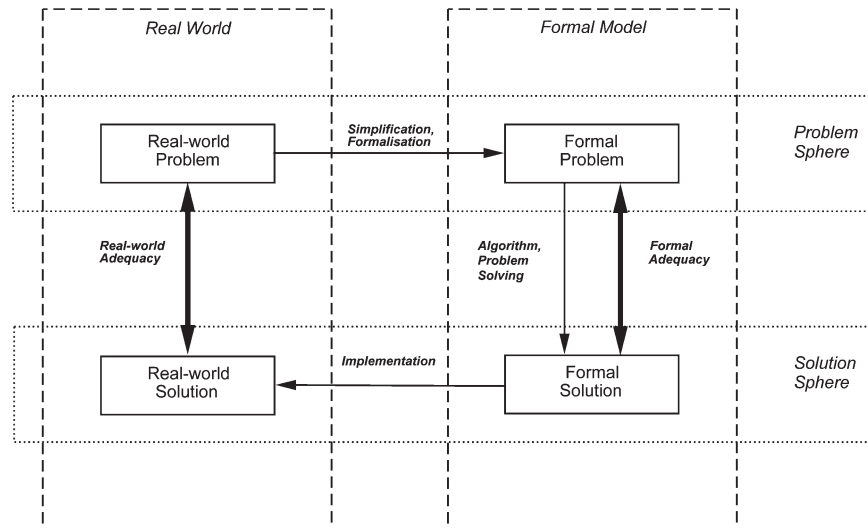 Real World
Formal Model
Real-world
Problem
Simplification,
Formalisation
Formal
Problem
Problem
Sphere
Real-world
Adequacy
Algorithm,
Problem
Solving
Formal
Adequacy
Real-world
Solution
Implementation
Formal
Solution
Solution
Sphere